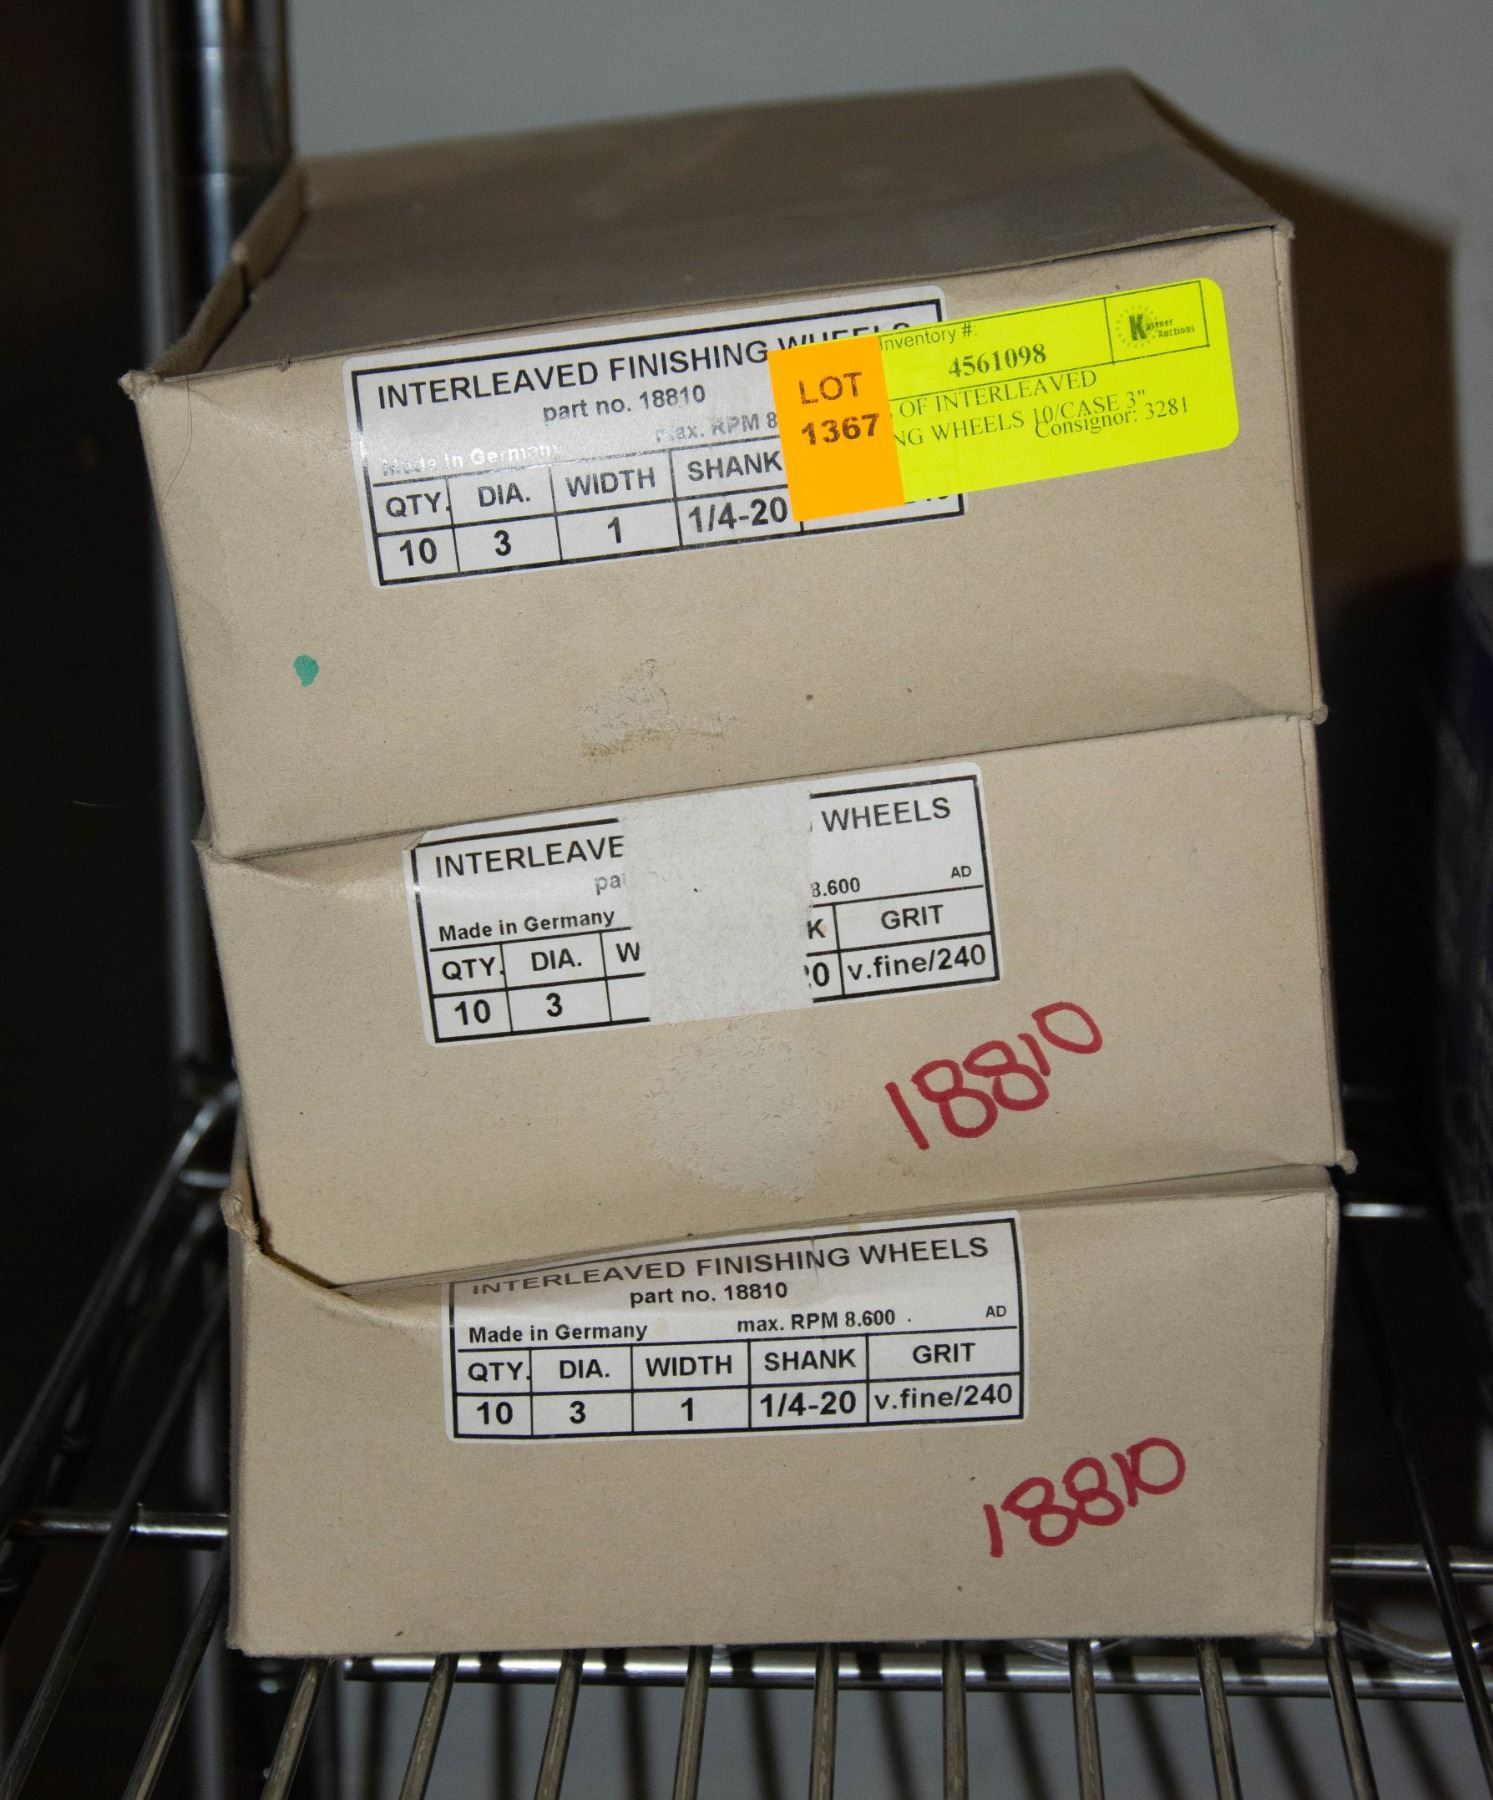 INTERLEAVED FINISHING WHEELS
part no. 18810
max. RPM 8
Made in Germany
QTY. DIA. WIDTH SHANK
10 3 1 1/4-20
LOT
1367
Inventory #:
4561098
Kastner
Auctions
OF INTERLEAVED
NG WHEELS 10/CASE 3"
Consignor: 3281
INTERLEAVE WHEELS
8.600 AD
Made in Germany
QTY. DIA. W K GRIT
10 3 0 v.fine/240
18810
INTERLEAVED FINISHING WHEELS
part no. 18810
Made in Germany max. RPM 8.600 AD
QTY. DIA. WIDTH SHANK GRIT
10 3 1 1/4-20 v.fine/240
18810